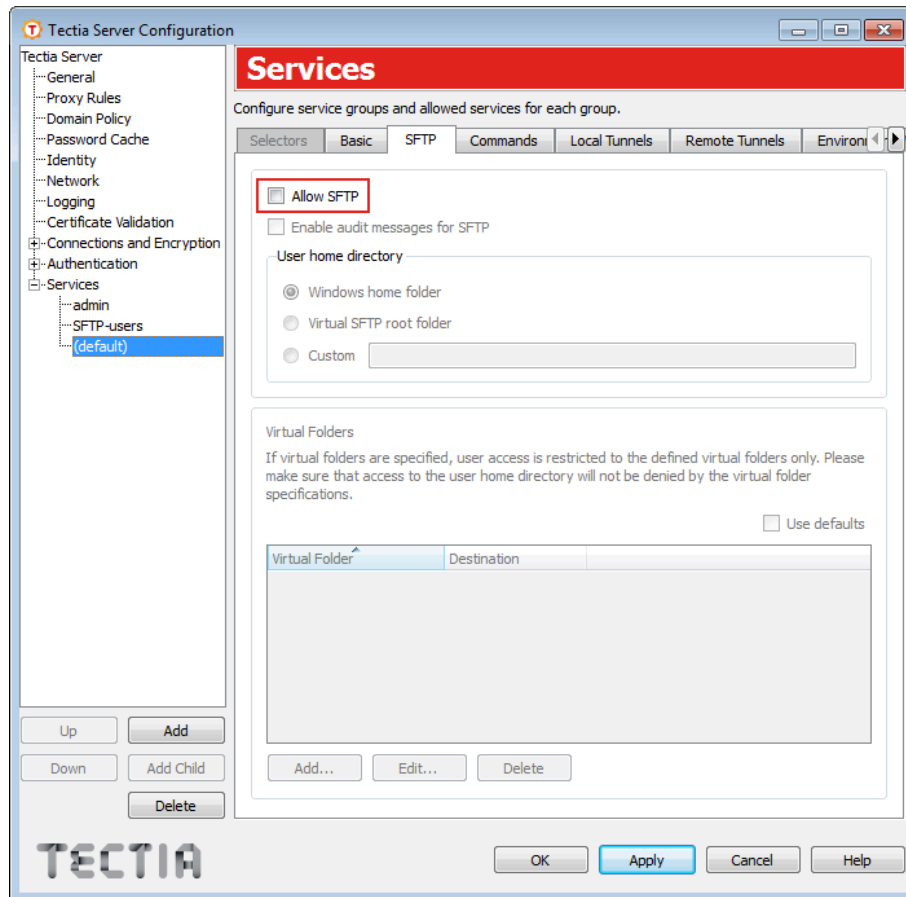 Tectia Server Configuration
Tectia Server
General
Proxy Rules
Domain Policy
Password Cache
Identity
Network
Logging
Certificate Validation
Connections and Encryption
Authentication
Services
admin
SFTP-users
(default)
Up
Add
Down
Add Child
Delete
TECTIA
Services
Configure service groups and allowed services for each group.
Selectors
Basic
SFTP
Commands
Local Tunnels
Remote Tunnels
Environ
Allow SFTP
Enable audit messages for SFTP
User home directory
Windows home folder
Virtual SFTP root folder
Custom
Virtual Folders
If virtual folders are specified, user access is restricted to the defined virtual folders only. Please
make sure that access to the user home directory will not be denied by the virtual folder
specifications.
Use defaults
Virtual Folder
Destination
Add...
Edit...
Delete
OK
Apply
Cancel
Help